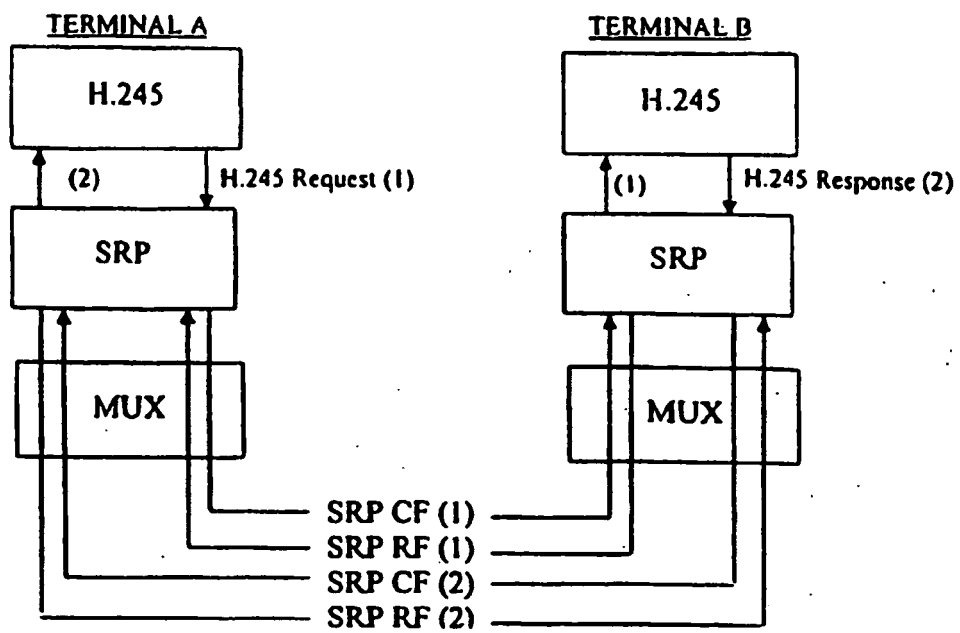 TERMINAL A
TERMINAL B
H.245
H.245
(2)
H.245 Request (1)
(1)
H.245 Response (2)
SRP
SRP
MUX
MUX
SRP CF (1)
SRP RF (1)
SRP CF (2)
SRP RF (2)